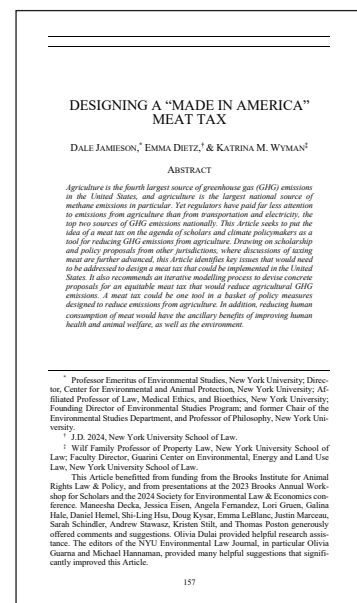 DESIGNING A “MADE IN AMERICA”
MEAT TAX
DALE JAMIESON,* EMMA DIETZ,† & KATRINA M. WYMAN‡
ABSTRACT
Agriculture is the fourth largest source of greenhouse gas (GHG) emissions
in the United States, and agriculture is the largest national source of
methane emissions in particular. Yet regulators have paid far less attention
to emissions from agriculture than from transportation and electricity, the
top two sources of GHG emissions nationally. This Article seeks to put the
idea of a meat tax on the agenda of scholars and climate policymakers as a
tool for reducing GHG emissions from agriculture. Drawing on scholarship
and policy proposals from other jurisdictions, where discussions of taxing
meat are further advanced, this Article identifies key issues that would need
to be addressed to design a meat tax that could be implemented in the United
States. It also recommends an iterative modelling process to devise concrete
proposals for an equitable meat tax that would reduce agricultural GHG
emissions. A meat tax could be one tool in a basket of policy measures
designed to reduce emissions from agriculture. In addition, reducing human
consumption of meat would have the ancillary benefits of improving human
health and animal welfare, as well as the environment.
* Professor Emeritus of Environmental Studies, New York University; Direc-
tor, Center for Environmental and Animal Protection, New York University; Af-
filiated Professor of Law, Medical Ethics, and Bioethics, New York University;
Founding Director of Environmental Studies Program; and former Chair of the
Environmental Studies Department, and Professor of Philosophy, New York Uni-
versity.
† J.D. 2024, New York University School of Law.
‡ Wilf Family Professor of Property Law, New York University School of
Law; Faculty Director, Guarini Center on Environmental, Energy and Land Use
Law, New York University School of Law.
This Article benefitted from funding from the Brooks Institute for Animal
Rights Law & Policy, and from presentations at the 2023 Brooks Annual Work-
shop for Scholars and the 2024 Society for Environmental Law & Economics con-
ference. Maneesha Decka, Jessica Eisen, Angela Fernandez, Lori Gruen, Galina
Hale, Daniel Hemel, Shi-Ling Hsu, Doug Kysar, Emma LeBlanc, Justin Marceau,
Sarah Schindler, Andrew Stawasz, Kristen Stilt, and Thomas Poston generously
offered comments and suggestions. Olivia Dulai provided helpful research assis-
tance. The editors of the NYU Environmental Law Journal, in particular Olivia
Guarna and Michael Hannaman, provided many helpful suggestions that signifi-
cantly improved this Article.
157